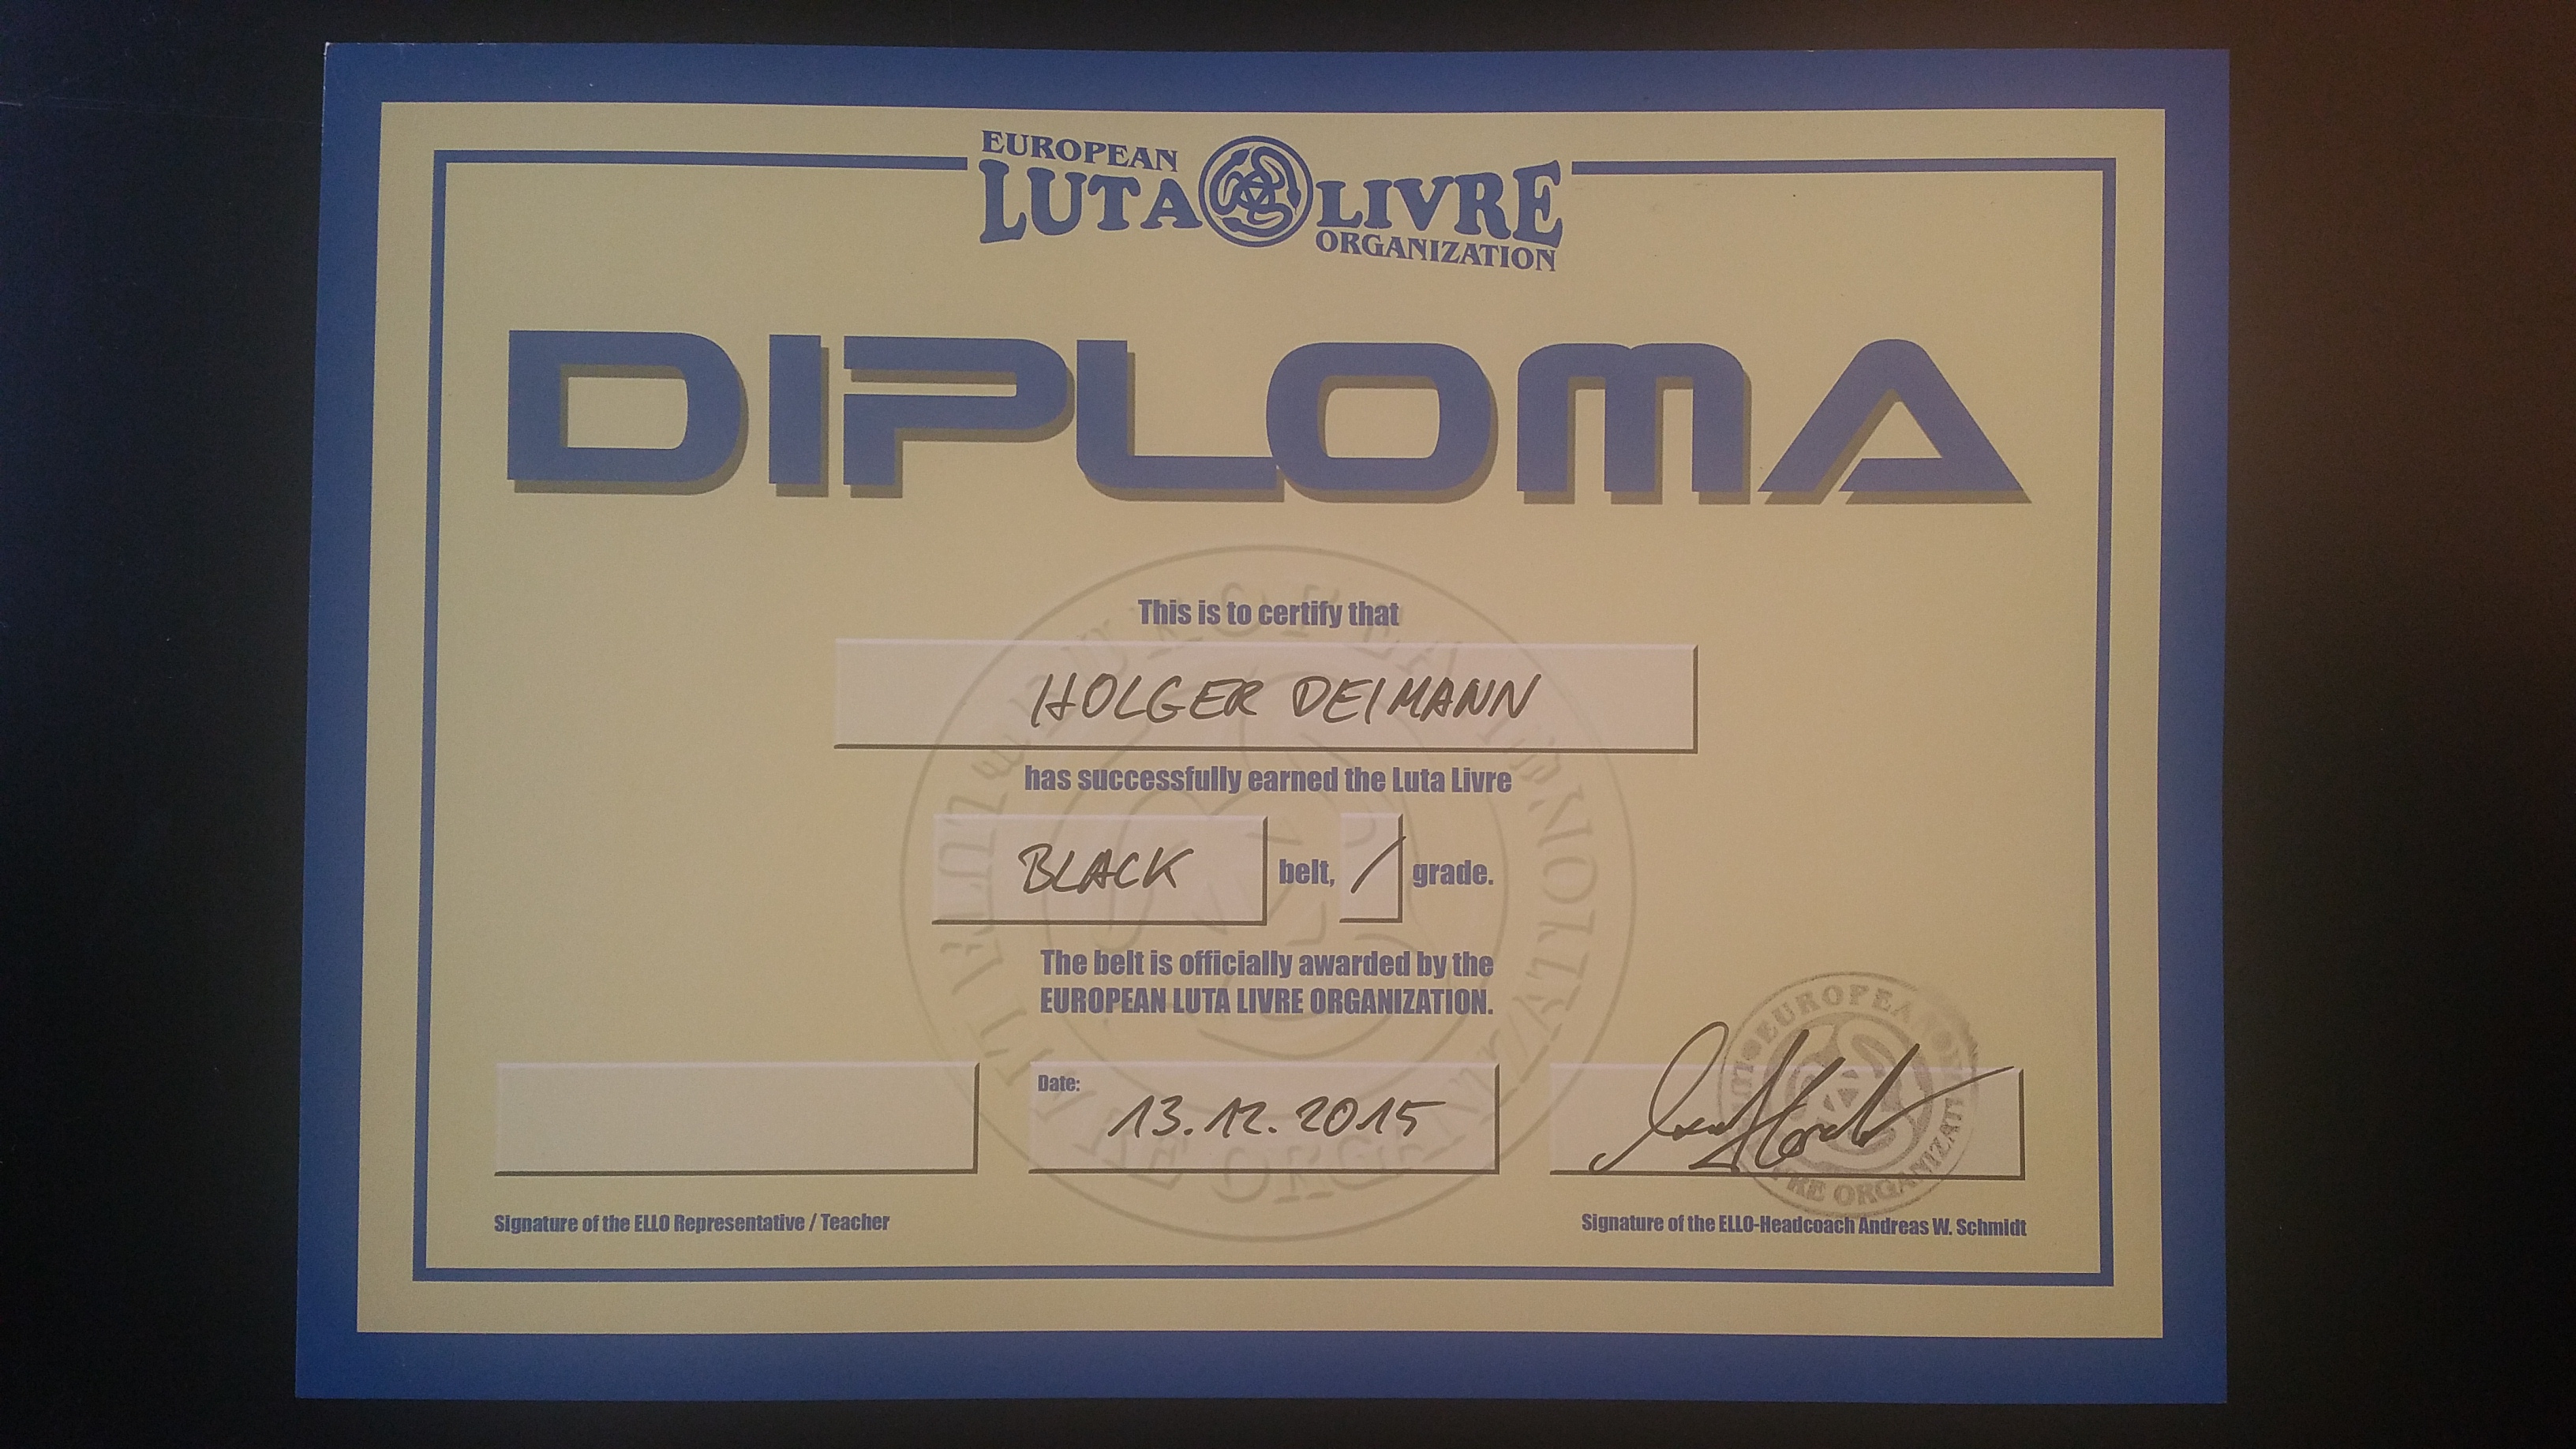 EUROPEAN
LUTA LIVRE
ORGANIZATION
DIPLOMA
This is to certify that
HOLGER DEIMANN
has successfully earned the Luta Livre
BLACK belt, / grade.
The belt is officially awarded by the
EUROPEAN LUTA LIVRE ORGANIZATION.
Date:
13.12.2015
Signature of the ELLO Representative / Teacher
Signature of the ELLO-Headcoach Andreas W. Schmidt